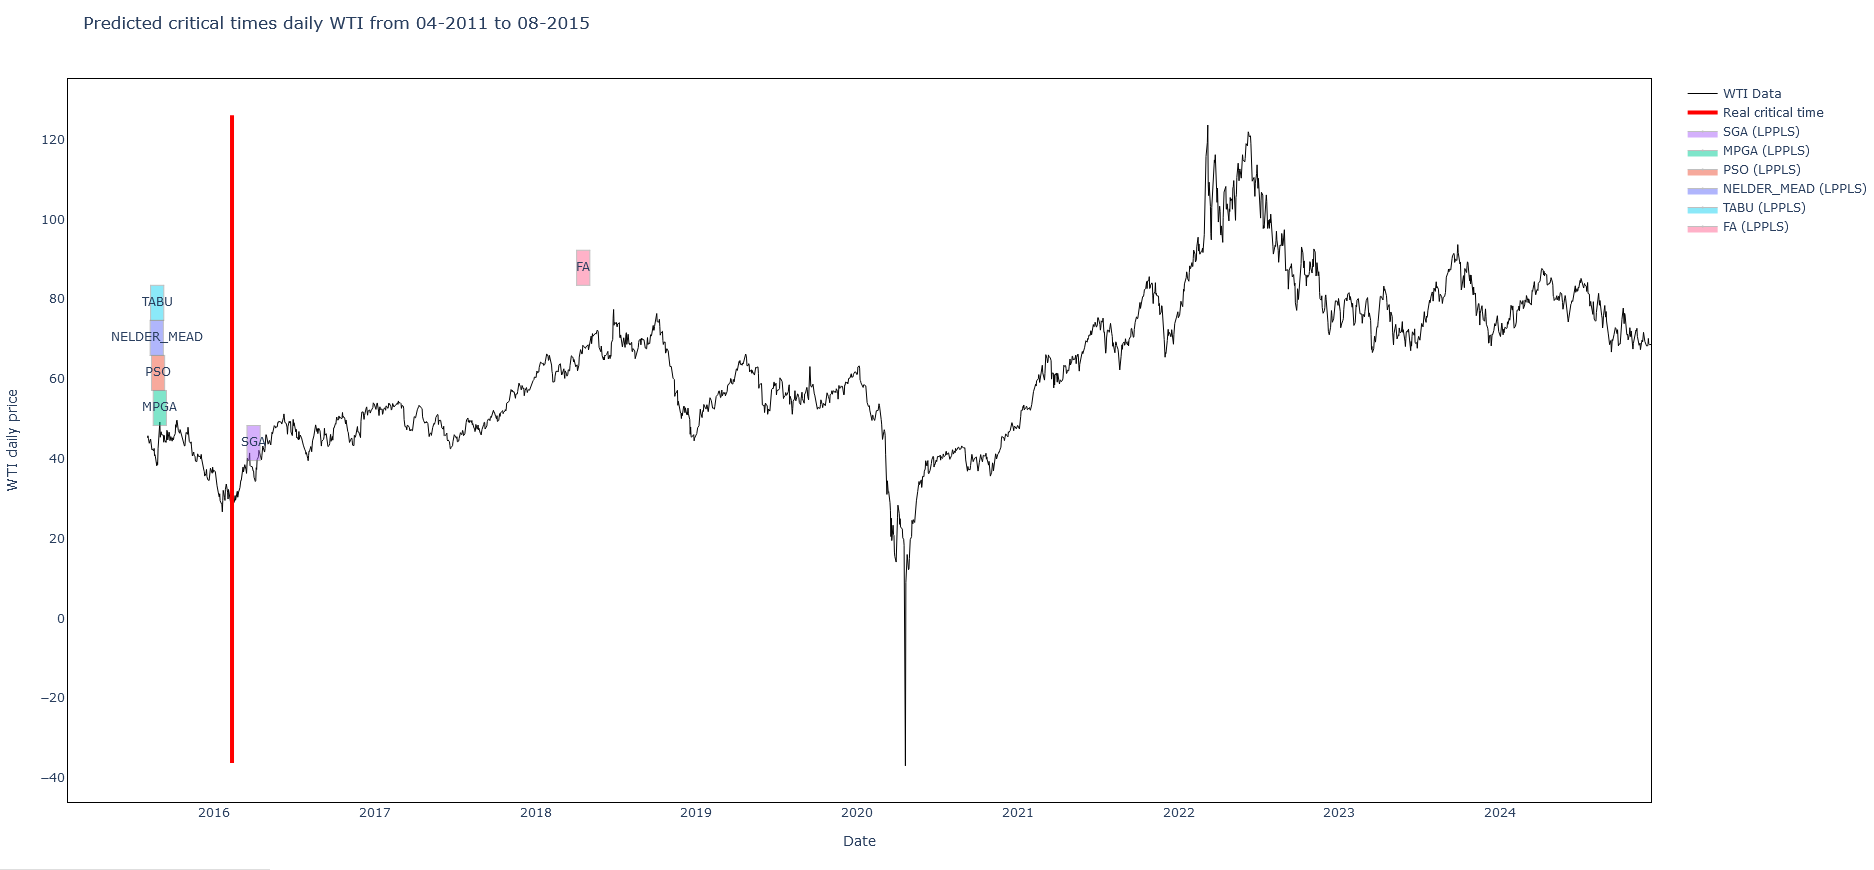 Predicted critical times daily WTI from 04-2011 to 08-2015
WTI Data
Real critical time
SGA (LPPLS)
MPGA (LPPLS)
PSO (LPPLS)
NELDER_MEAD (LPPLS)
TABU (LPPLS)
FA (LPPLS)
120
100
80
60
40
20
0
−20
−40
WTI daily price
FA
TABU
NELDER_MEAD
PSO
MPGA
SGA
2016
2017
2018
2019
2020
2021
2022
2023
2024
Date